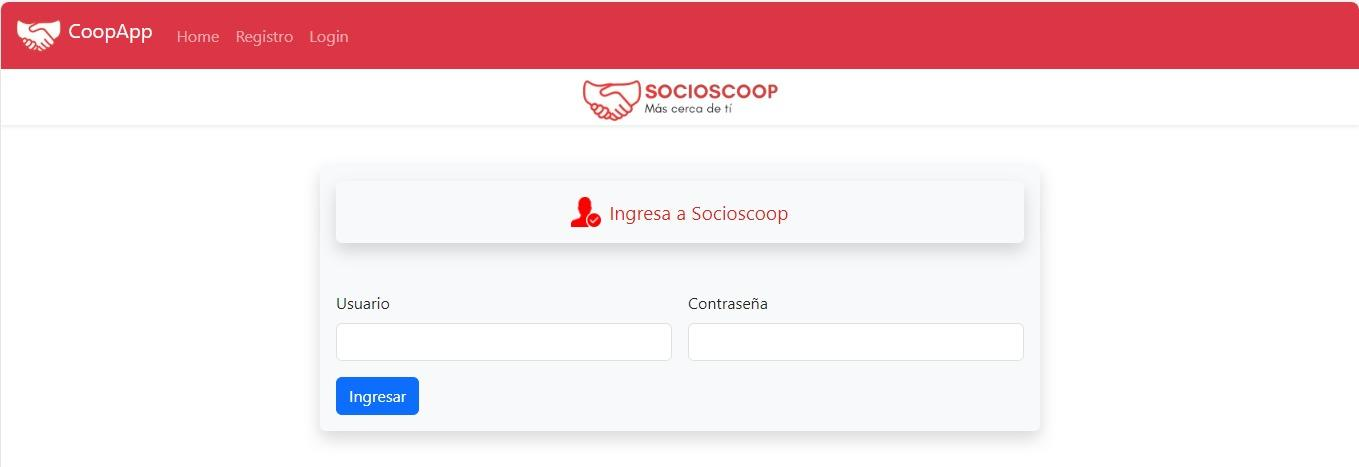 CoopApp Home Registro Login
SOCIOSCOOP
Más cerca de tí
Ingresa a Socioscoop
Usuario Contraseña
Ingresar